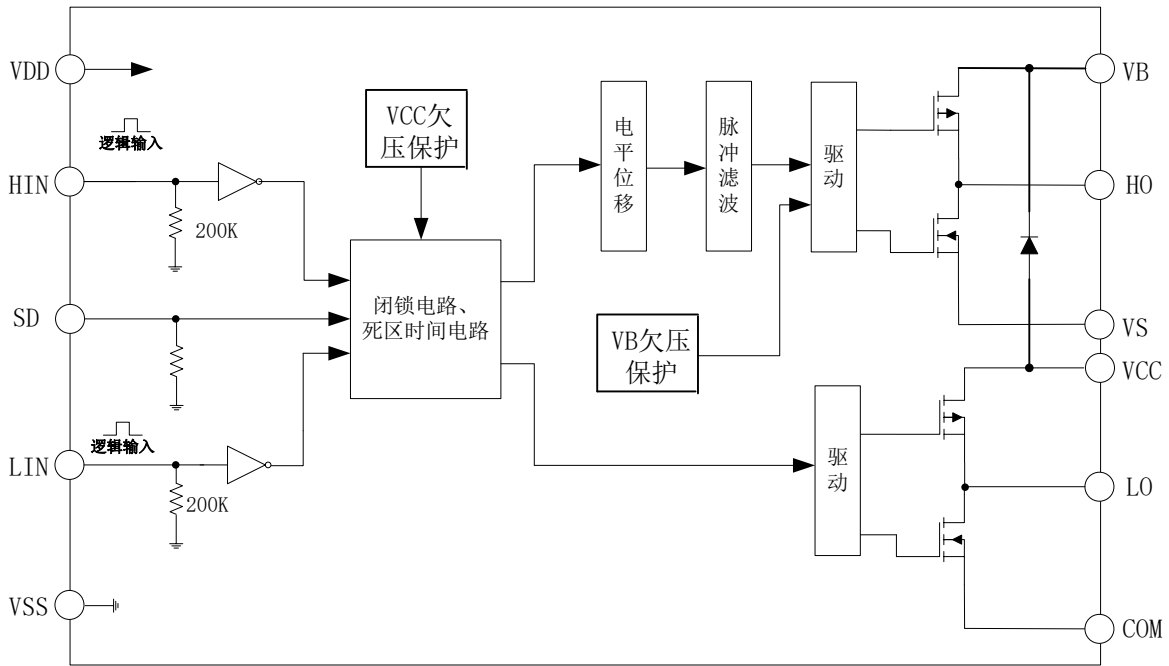 VDD
逻辑输入
HIN
200K
SD
逻辑输入
LIN
200K
VSS
VCC欠
压保护
闭锁电路、
死区时间电路
电平位移
脉冲滤波
驱动
VB欠压
保护
驱动
VB
HO
VS
VCC
LO
COM